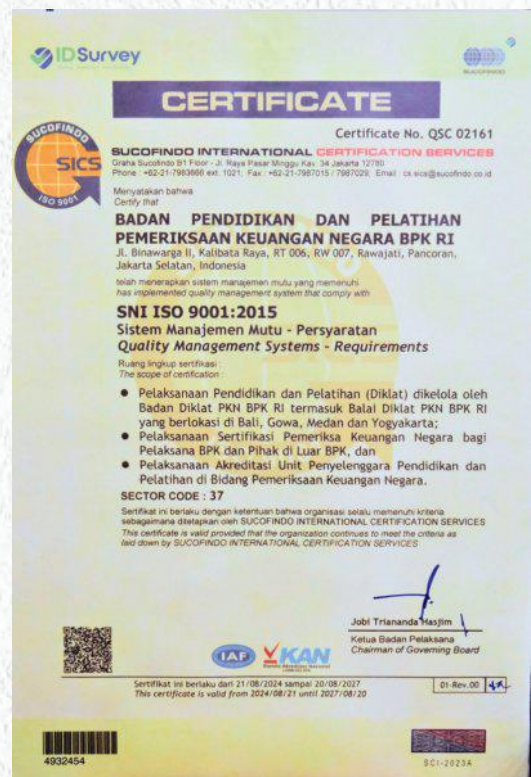 IDSurvey
SUCOFINDO
CERTIFICATE
Certificate No. QSC 02161
SUCOFINDO
SICS
ISO 9001
SUCOFINDO INTERNATIONAL CERTIFICATION SERVICES
Graha Sucofindo B1 Floor - Jl. Raya Pasar Minggu Kav. 34 Jakarta 12780
Phone : +62-21-7983666 ext. 1021, Fax : +62-21-7987015 / 7987029, Email : cs.sics@sucofindo.co.id
Menyatakan bahwa
Certify that
BADAN PENDIDIKAN DAN PELATIHAN
PEMERIKSAAN KEUANGAN NEGARA BPK RI
Jl. Binawarga II, Kalibata Raya, RT 006, RW 007, Rawajati, Pancoran,
Jakarta Selatan, Indonesia
telah menerapkan sistem manajemen mutu yang memenuhi
has implemented quality management system that comply with
SNI ISO 9001:2015
Sistem Manajemen Mutu - Persyaratan
Quality Management Systems - Requirements
Ruang lingkup sertifikasi :
The scope of certification :
● Pelaksanaan Pendidikan dan Pelatihan (Diklat) dikelola oleh
Badan Diklat PKN BPK RI termasuk Balai Diklat PKN BPK RI
yang berlokasi di Bali, Gowa, Medan dan Yogyakarta;
● Pelaksanaan Sertifikasi Pemeriksa Keuangan Negara bagi
Pelaksana BPK dan Pihak di Luar BPK, dan
● Pelaksanaan Akreditasi Unit Penyelenggara Pendidikan dan
Pelatihan di Bidang Pemeriksaan Keuangan Negara.
SECTOR CODE : 37
Sertifikat ini berlaku dengan ketentuan bahwa organisasi selalu memenuhi kriteria
sebagaimana ditetapkan oleh SUCOFINDO INTERNATIONAL CERTIFICATION SERVICES
This certificate is valid provided that the organization continues to meet the criteria as
laid down by SUCOFINDO INTERNATIONAL CERTIFICATION SERVICES
Jobi Triananda Hasjim
Ketua Badan Pelaksana
Chairman of Governing Board
IAF
KAN
Komite Akreditasi Nasional
Sertifikat ini berlaku dari 21/08/2024 sampai 20/08/2027
This certificate is valid from 2024/08/21 until 2027/08/20
01-Rev.00
4932454
SCI-2023A